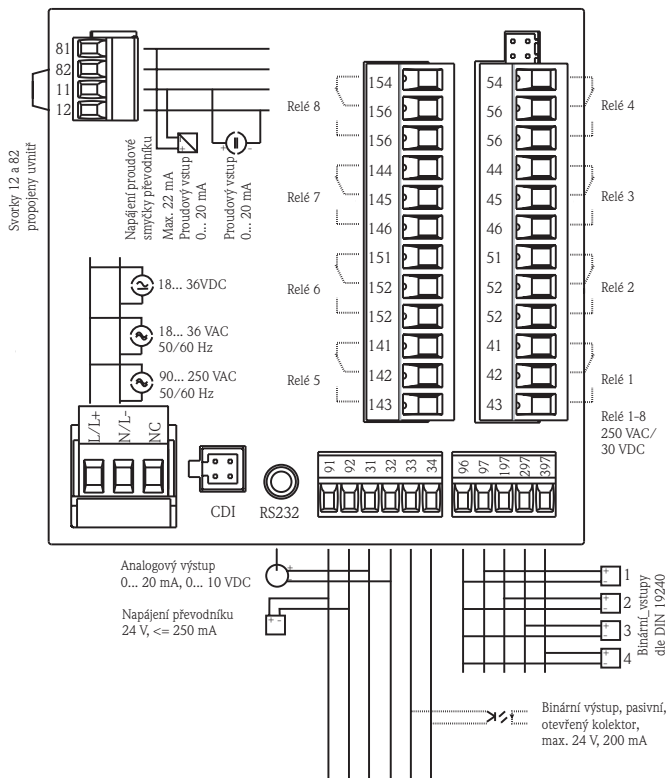 81
82
11
12
Svorky 12 a 82
propojeny uvnitř
Napájení proudové
smyčky převodníku
Max. 22 mA
Proudový vstup
0... 20 mA
Proudový vstup
0... 20 mA
+
-
18... 36VDC
18... 36 VAC
50/60 Hz
90... 250 VAC
50/60 Hz
L/L+
N/L-
NC
CDI
RS232
Relé 8
Relé 7
Relé 6
Relé 5
154
156
156
144
145
146
151
152
152
141
142
143
54
56
56
44
45
46
51
52
52
41
42
43
Relé 4
Relé 3
Relé 2
Relé 1
Relé 1-8
250 VAC/
30 VDC
91
92
31
32
33
34
96
97
197
297
397
Analogový výstup
0... 20 mA, 0... 10 VDC
+
-
Napájení převodníku
24 V, <= 250 mA
+ -
1
2
3
4
Binární_vstupy
dle DIN 19240
Binární výstup, pasivní,
otevřený kolektor,
max. 24 V, 200 mA